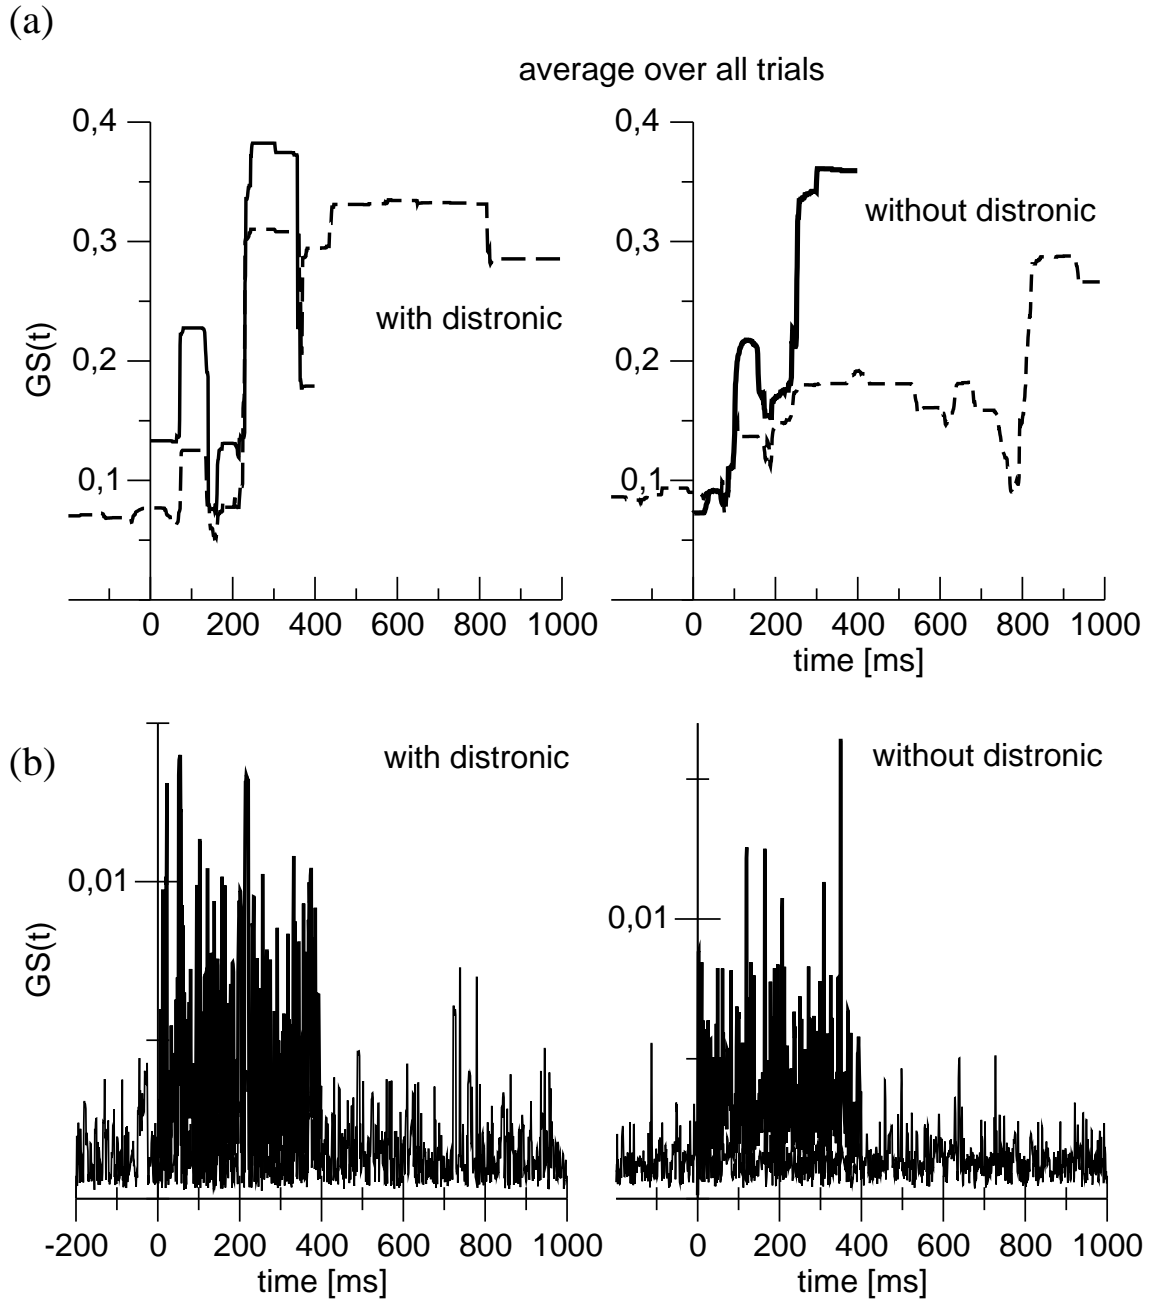 (a)
average over all trials
0,4
0,3
0,2
0,1
GS(t)
with distronic
0 200 400 600 800 1000
0,4
0,3
0,2
0,1
without distronic
0 200 400 600 800 1000
time [ms]
(b)
with distronic
0,01
GS(t)
-200 0 200 400 600 800 1000
time [ms]
without distronic
0,01
0 200 400 600 800 1000
time [ms]